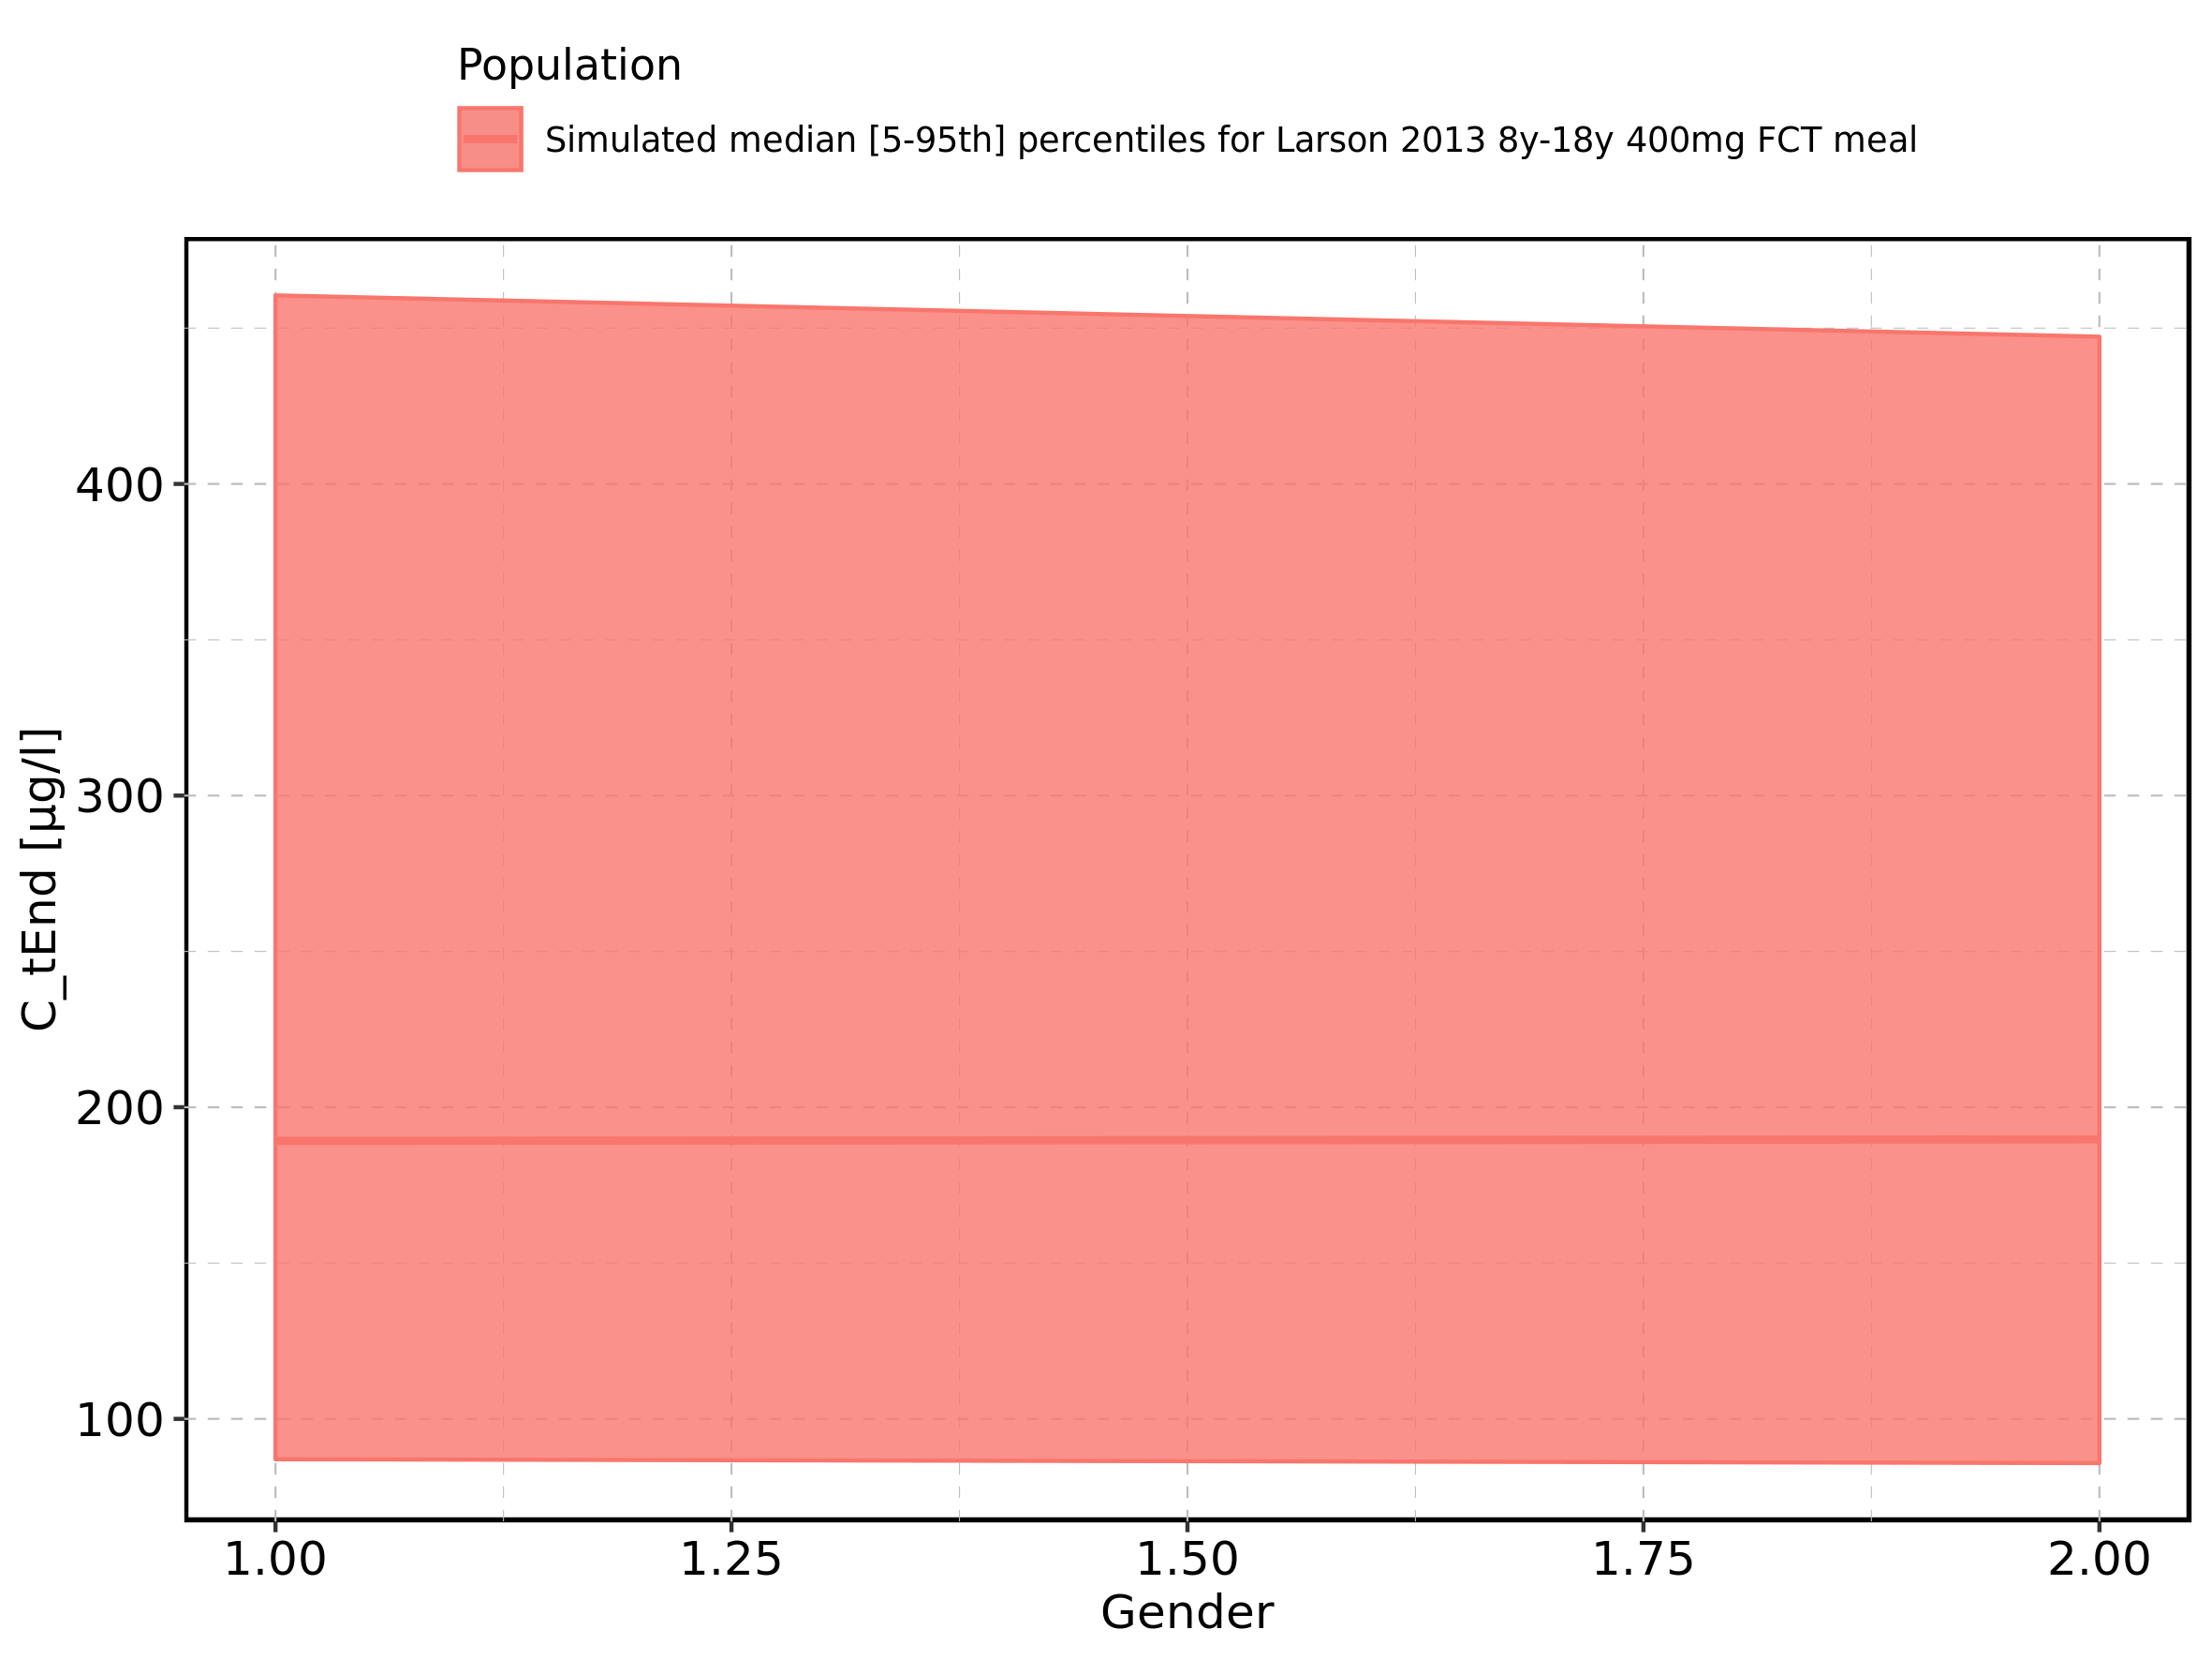 Population
Simulated median [5-95th] percentiles for Larson 2013 8y-18y 400mg FCT meal
C_tEnd [µg/l]
400
300
200
100
1.00 1.25 1.50 1.75 2.00
Gender